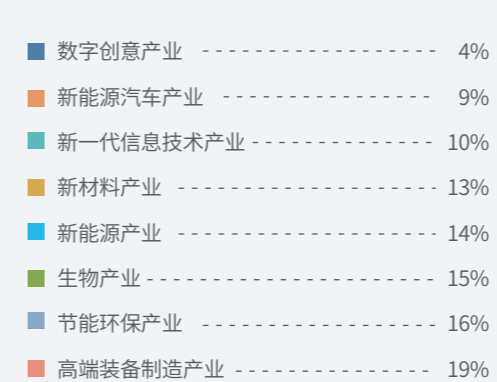 数字创意产业 4%
新能源汽车产业 9%
新一代信息技术产业 10%
新材料产业 13%
新能源产业 14%
生物产业 15%
节能环保产业 16%
高端装备制造产业 19%